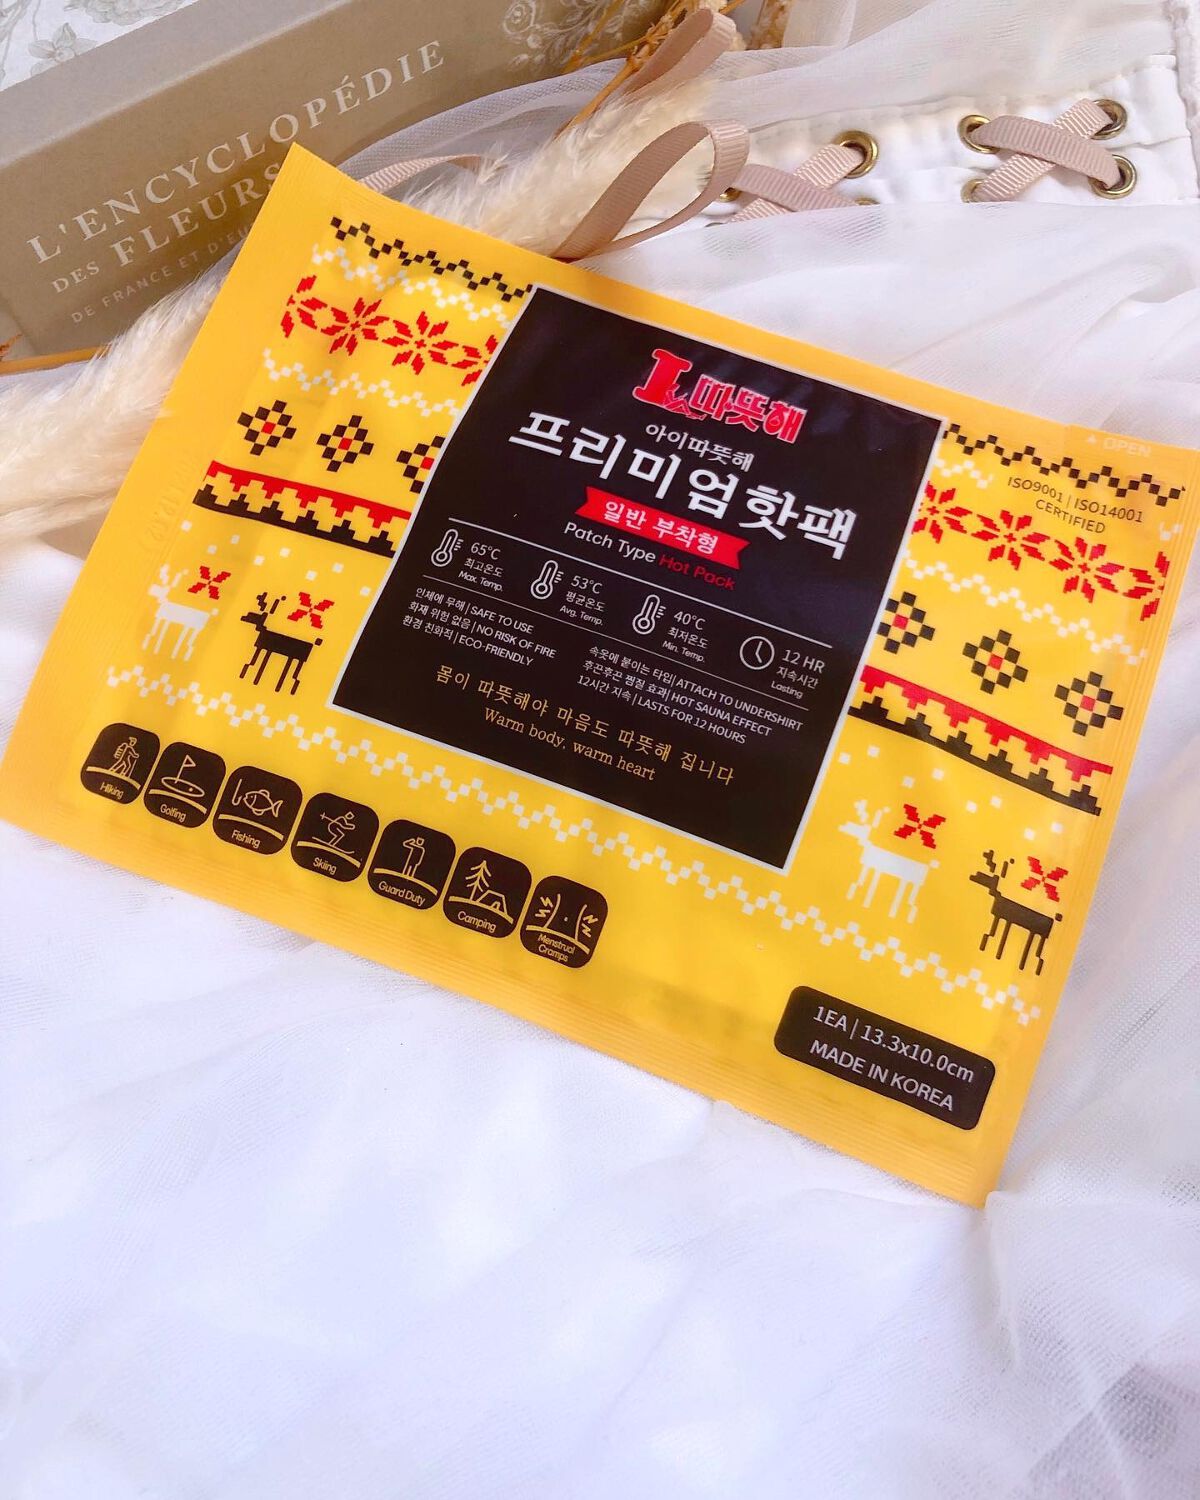 L'ENCYCLOPÉDIE
DES FLEURS
DE FRANCE ET D'EU
OPEN
ISO9001 | ISO14001
CERTIFIED
I따뜻해
아이따뜻해
프리미엄핫팩
일반 부착형
Patch Type Hot Pack
65°C
최고온도
Max. Temp.
53°C
평균온도
Avg. Temp.
40°C
최저온도
Min. Temp.
12 HR
지속시간
Lasting
인체에 무해 | SAFE TO USE
화재 위험 없음 | NO RISK OF FIRE
환경 친화적 | ECO-FRIENDLY
속옷에 붙이는 타입 | ATTACH TO UNDERSHIRT
후끈후끈 찜질 효과 | HOT SAUNA EFFECT
12시간 지속 | LASTS FOR 12 HOURS
몸이 따뜻해야 마음도 따뜻해 집니다
Warm body, warm heart
Hiking
Golfing
Fishing
Skiing
Guard Duty
Camping
Menstrual
Cramps
1EA | 13.3x10.0cm
MADE IN KOREA